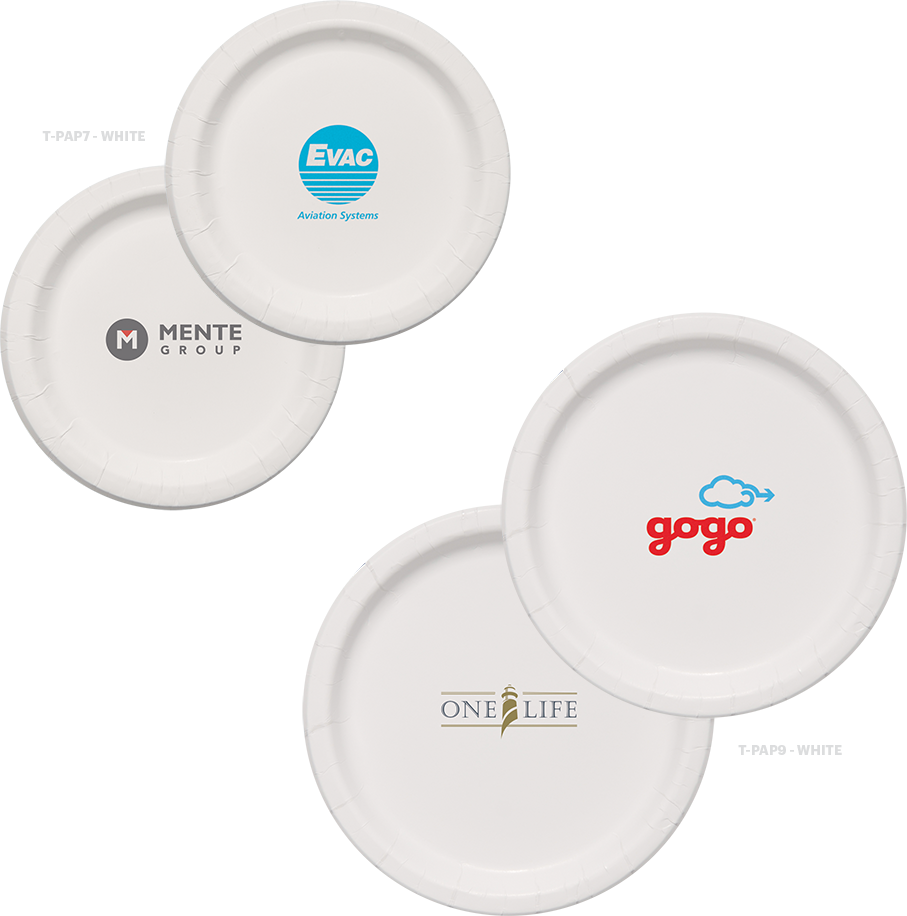 T-PAP7 - WHITE
EVAC
Aviation Systems
M MENTE
GROUP
gogo
ONE LIFE
T-PAP9 - WHITE